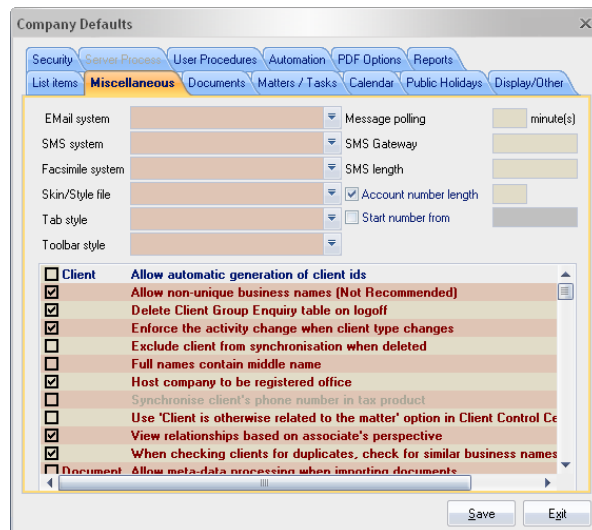 Company Defaults
Security Server Process User Procedures Automation PDF Options Reports
List items Miscellaneous Documents Matters / Tasks Calendar Public Holidays Display/Other
EMail system Message polling minute(s)
SMS system SMS Gateway
Facsimile system SMS length
Skin/Style file Account number length
Tab style Start number from
Toolbar style
Client Allow automatic generation of client ids
Allow non-unique business names (Not Recommended)
Delete Client Group Enquiry table on logoff
Enforce the activity change when client type changes
Exclude client from synchronisation when deleted
Full names contain middle name
Host company to be registered office
Synchronise client's phone number in tax product
Use 'Client is otherwise related to the matter' option in Client Control Ce
View relationships based on associate's perspective
When checking clients for duplicates, check for similar business names
Document Allow meta-data processing when importing documents
Save Exit